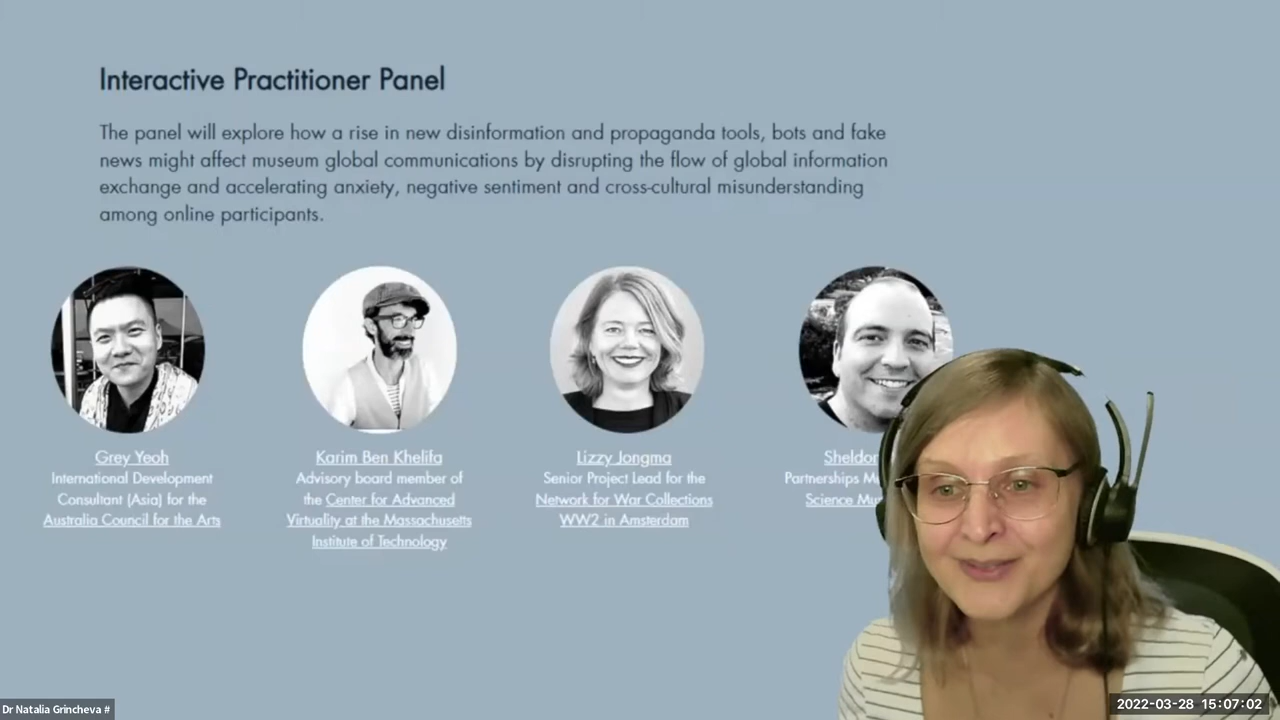 Interactive Practitioner Panel
The panel will explore how a rise in new disinformation and propaganda tools, bots and fake
news might affect museum global communications by disrupting the flow of global information
exchange and accelerating anxiety, negative sentiment and cross-cultural misunderstanding
among online participants.
Grey Yeoh
International Development
Consultant (Asia) for the
Australia Council for the Arts
Karim Ben Khelifa
Advisory board member of
the Center for Advanced
Virtuality at the Massachusetts
Institute of Technology
Lizzy Jongma
Senior Project Lead for the
Network for War Collections
WW2 in Amsterdam
Sheldon
Partnerships
Science
Dr Natalia Grincheva #
2022-03-28 15:07:02